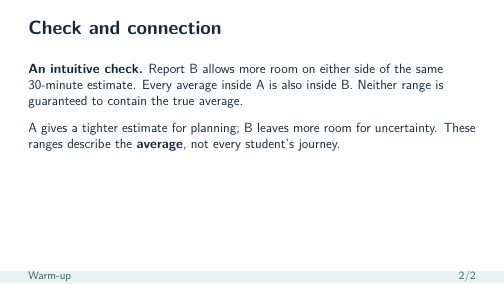 Check and connection
An intuitive check. Report B allows more room on either side of the same
30-minute estimate. Every average inside A is also inside B. Neither range is
guaranteed to contain the true average.
A gives a tighter estimate for planning; B leaves more room for uncertainty. These
ranges describe the average, not every student's journey.
Warm-up 2/2